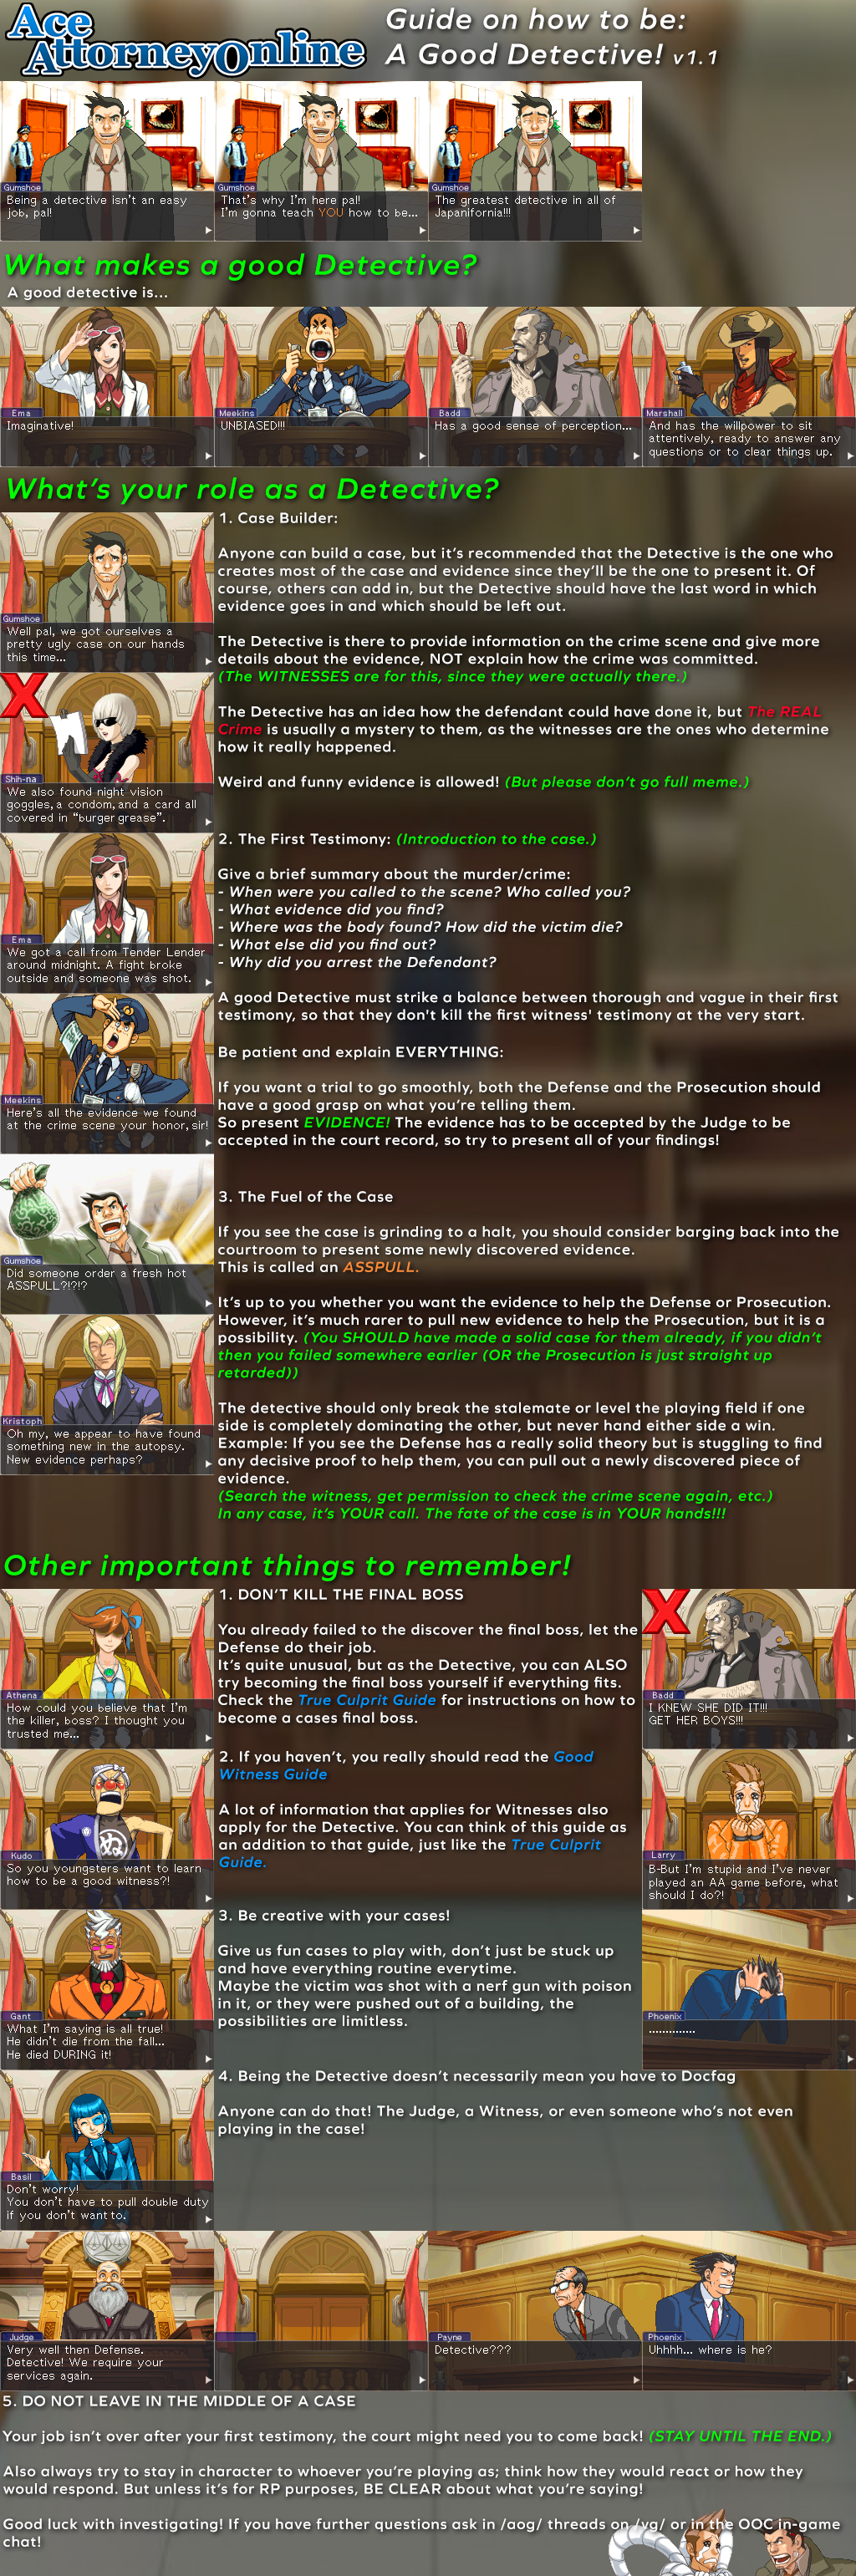 Ace
Attorney Online
Guide on how to be:
A Good Detective! v1.1
Gumshoe
Being a detective isn't an easy
job, pal!
Gumshoe
That's why I'm here pal!
I'm gonna teach YOU how to be...
Gumshoe
The greatest detective in all of
Japanifornia!!!
What makes a good Detective?
A good detective is...
Ema
Imaginative!
Meekins
UNBIASED!!!
Badd
Has a good sense of perception...
Marshall
And has the willpower to sit
attentively, ready to answer any
questions or to clear things up.
What's your role as a Detective?
Gumshoe
Well pal, we got ourselves a
pretty ugly case on our hands
this time...
1. Case Builder:
Anyone can build a case, but it's recommended that the Detective is the one who
creates most of the case and evidence since they'll be the one to present it. Of
course, others can add in, but the Detective should have the last word in which
evidence goes in and which should be left out.
The Detective is there to provide information on the crime scene and give more
details about the evidence, NOT explain how the crime was committed.
(The WITNESSES are for this, since they were actually there.)
The Detective has an idea how the defendant could have done it, but The REAL
Crime is usually a mystery to them, as the witnesses are the ones who determine
how it really happened.
Weird and funny evidence is allowed! (But please don't go full meme.)
X
Shih-na
We also found night vision
goggles, a condom, and a card all
covered in "burger grease".
2. The First Testimony: (Introduction to the case.)
Give a brief summary about the murder/crime:
- When were you called to the scene? Who called you?
- What evidence did you find?
- Where was the body found? How did the victim die?
- What else did you find out?
- Why did you arrest the Defendant?
A good Detective must strike a balance between thorough and vague in their first
testimony, so that they don't kill the first witness' testimony at the very start.
Ema
We got a call from Tender Lender
around midnight. A fight broke
outside and someone was shot.
Be patient and explain EVERYTHING:
If you want a trial to go smoothly, both the Defense and the Prosecution should
have a good grasp on what you're telling them.
So present EVIDENCE! The evidence has to be accepted by the Judge to be
accepted in the court record, so try to present all of your findings!
Meekins
Here's all the evidence we found
at the crime scene your honor, sir!
3. The Fuel of the Case
If you see the case is grinding to a halt, you should consider barging back into the
courtroom to present some newly discovered evidence.
This is called an ASSPULL.
Gumshoe
Did someone order a fresh hot
ASSPULL?!?!?
It's up to you whether you want the evidence to help the Defense or Prosecution.
However, it's much rarer to pull new evidence to help the Prosecution, but it is a
possibility. (You SHOULD have made a solid case for them already, if you didn't
then you failed somewhere earlier (OR the Prosecution is just straight up
retarded))
Kristoph
Oh my, we appear to have found
something new in the autopsy.
New evidence perhaps?
The detective should only break the stalemate or level the playing field if one
side is completely dominating the other, but never hand either side a win.
Example: If you see the Defense has a really solid theory but is stuggling to find
any decisive proof to help them, you can pull out a newly discovered piece of
evidence.
(Search the witness, get permission to check the crime scene again, etc.)
In any case, it's YOUR call. The fate of the case is in YOUR hands!!!
Other important things to remember!
Athena
How could you believe that I'm
the killer, boss? I thought you
trusted me...
1. DON'T KILL THE FINAL BOSS
You already failed to the discover the final boss, let the
Defense do their job.
It's quite unusual, but as the Detective, you can ALSO
try becoming the final boss yourself if everything fits.
Check the True Culprit Guide for instructions on how to
become a cases final boss.
X
Badd
I KNEW SHE DID IT!!!
GET HER BOYS!!!
Kudo
So you youngsters want to learn
how to be a good witness?!
2. If you haven't, you really should read the Good
Witness Guide
A lot of information that applies for Witnesses also
apply for the Detective. You can think of this guide as
an addition to that guide, just like the True Culprit
Guide.
Larry
B-But I'm stupid and I've never
played an AA game before, what
should I do?!
Gant
What I'm saying is all true!
He didn't die from the fall...
He died DURING it!
3. Be creative with your cases!
Give us fun cases to play with, don't just be stuck up
and have everything routine everytime.
Maybe the victim was shot with a nerf gun with poison
in it, or they were pushed out of a building, the
possibilities are limitless.
Phoenix
..............
Basil
Don't worry!
You don't have to pull double duty
if you don't want to.
4. Being the Detective doesn't necessarily mean you have to Docfag
Anyone can do that! The Judge, a Witness, or even someone who's not even
playing in the case!
Judge
Very well then Defense.
Detective! We require your
services again.
Payne
Detective???
Phoenix
Uhhhh... where is he?
5. DO NOT LEAVE IN THE MIDDLE OF A CASE
Your job isn't over after your first testimony, the court might need you to come back! (STAY UNTIL THE END.)
Also always try to stay in character to whoever you're playing as; think how they would react or how they
would respond. But unless it's for RP purposes, BE CLEAR about what you're saying!
Good luck with investigating! If you have further questions ask in /aog/ threads on /vg/ or in the OOC in-game
chat!